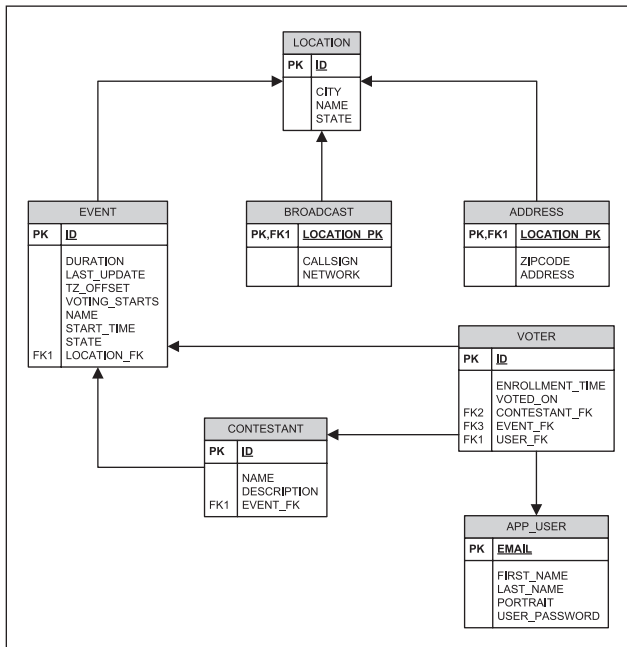 LOCATION
PK ID
CITY
NAME
STATE
EVENT
PK ID
DURATION
LAST_UPDATE
TZ_OFFSET
VOTING_STARTS
NAME
START_TIME
STATE
FK1 LOCATION_FK
BROADCAST
PK,FK1 LOCATION_PK
CALLSIGN
NETWORK
ADDRESS
PK,FK1 LOCATION_PK
ZIPCODE
ADDRESS
VOTER
PK ID
ENROLLMENT_TIME
VOTED_ON
FK2 CONTESTANT_FK
FK3 EVENT_FK
FK1 USER_FK
CONTESTANT
PK ID
NAME
DESCRIPTION
FK1 EVENT_FK
APP_USER
PK EMAIL
FIRST_NAME
LAST_NAME
PORTRAIT
USER_PASSWORD